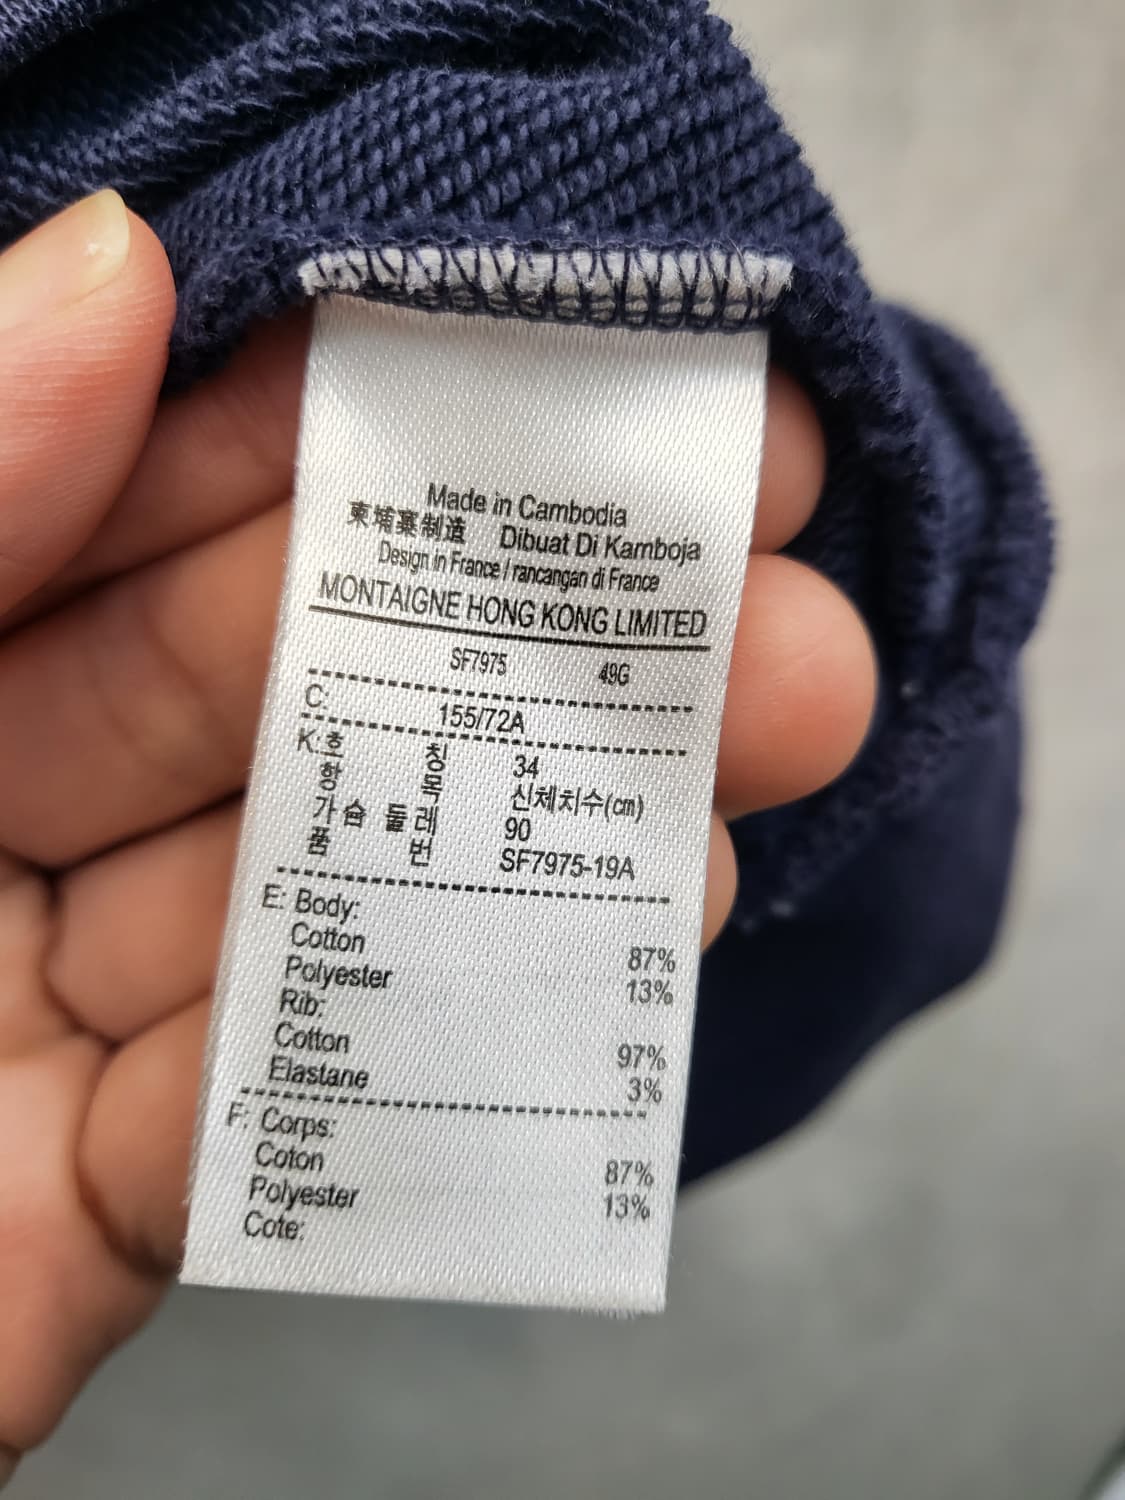 Made in Cambodia
柬埔寨制造 Dibuat Di Kamboja
Design in France / rancangan di France
MONTAIGNE HONG KONG LIMITED
SF7975 49G
C: 155/72A
K:호 칭 34
항 목 신체치수(cm)
가슴 둘레 90
품 번 SF7975-19A
E: Body:
Cotton 87%
Polyester 13%
Rib:
Cotton 97%
Elastane 3%
F: Corps:
Coton 87%
Polyester 13%
Cote: